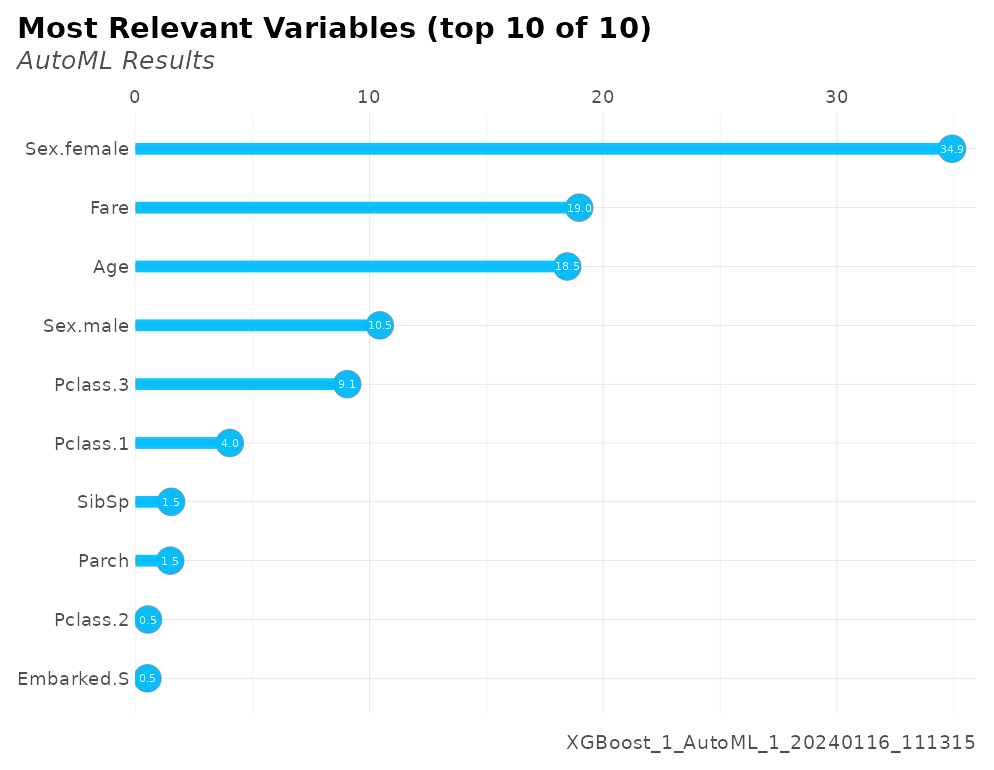 Most Relevant Variables (top 10 of 10)
AutoML Results
0 10 20 30
Sex.female 34.9
Fare 19.0
Age 18.5
Sex.male 10.5
Pclass.3 9.1
Pclass.1 4.0
SibSp 1.5
Parch 1.5
Pclass.2 0.5
Embarked.S 0.5
XGBoost_1_AutoML_1_20240116_111315